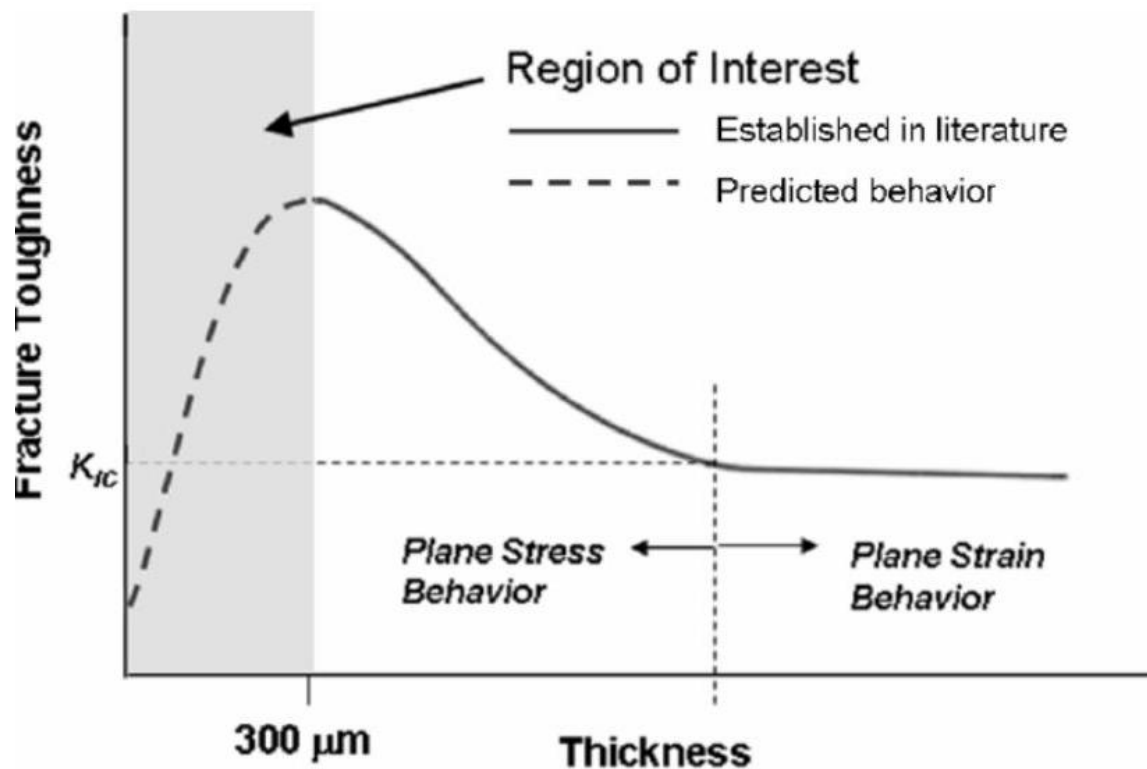 Region of Interest
Established in literature
Predicted behavior
Fracture Toughness
K_IC
Plane Stress
Behavior
Plane Strain
Behavior
300 μm
Thickness